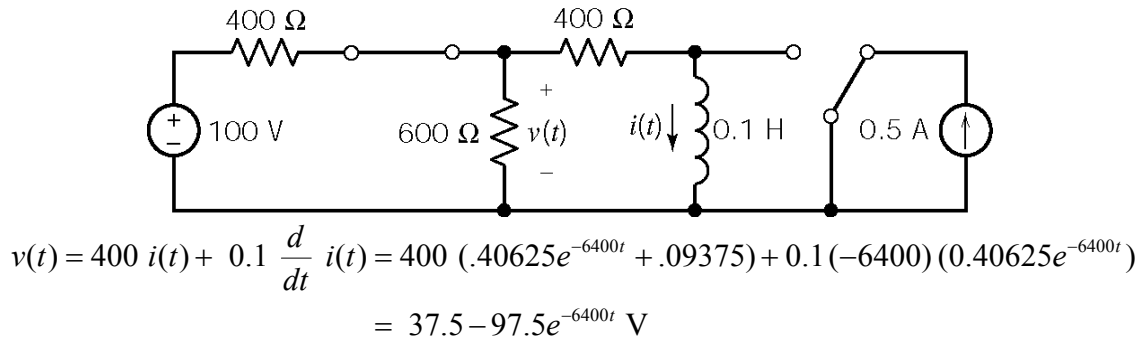 400 Ω 400 Ω
+
−
100 V
600 Ω
+
v(t)
−
i(t)
0.1 H
0.5 A
v(t) = 400 i(t) + 0.1 d/dt i(t) = 400 (.40625e^{−6400t} + .09375) + 0.1(−6400) (0.40625e^{−6400t})
= 37.5 − 97.5e^{−6400t} V